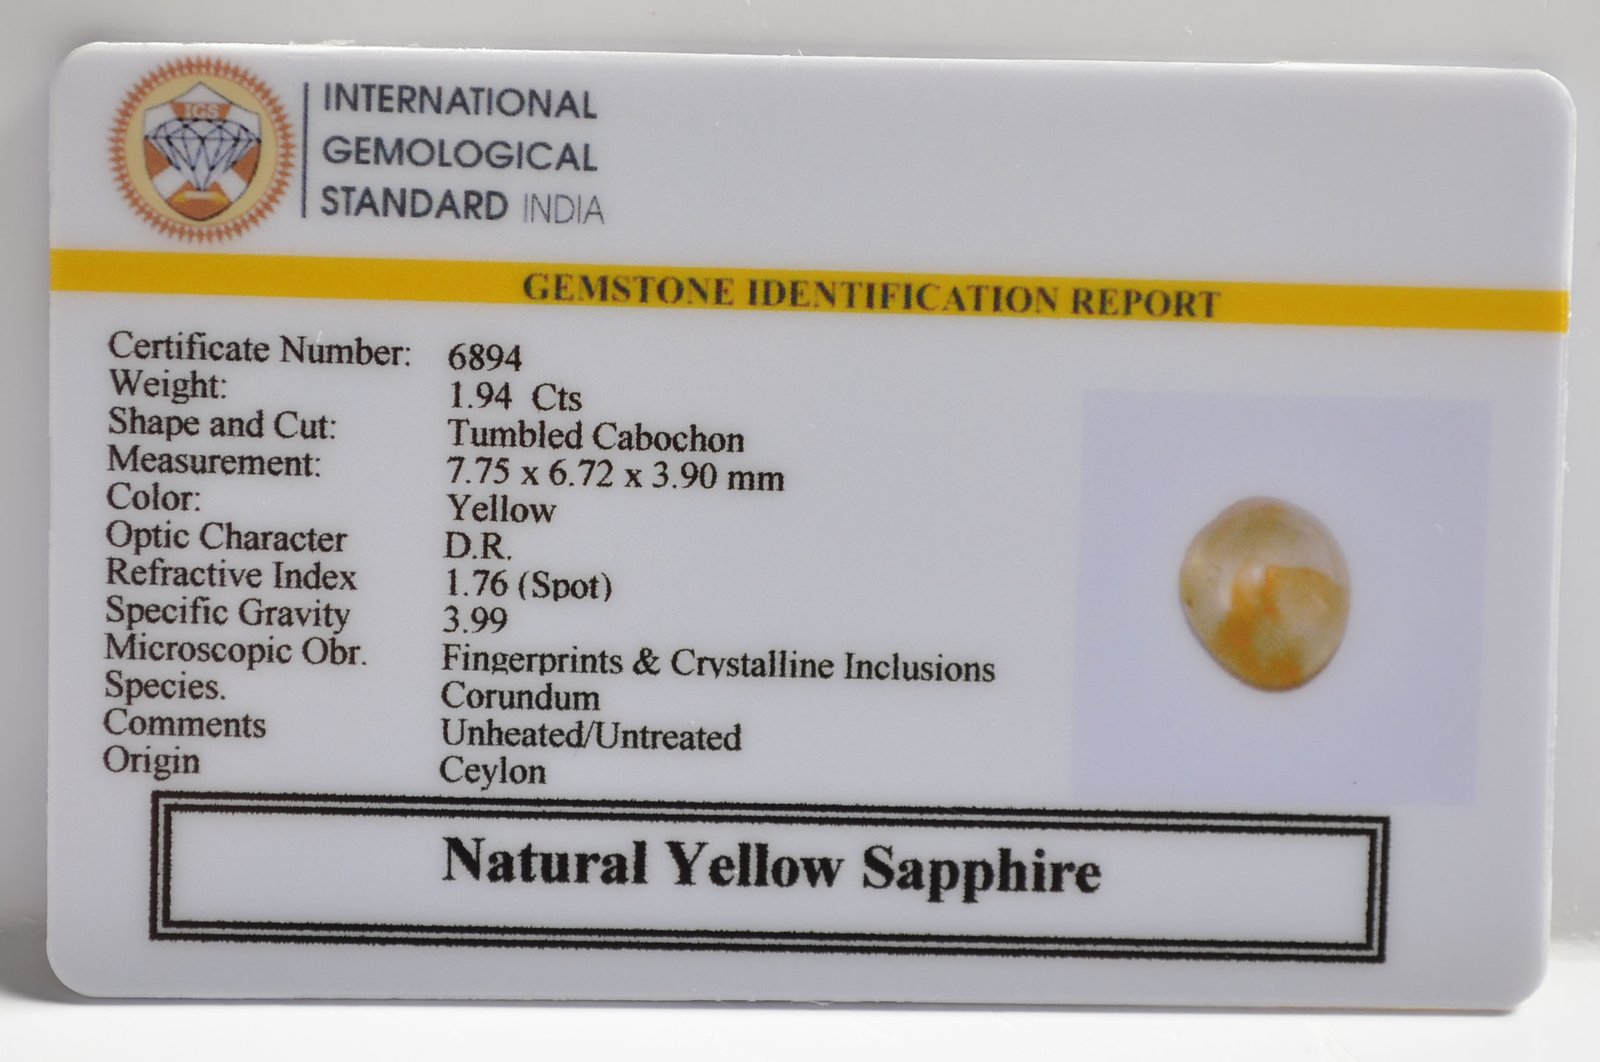 IGS
INTERNATIONAL
GEMOLOGICAL
STANDARD INDIA
GEMSTONE IDENTIFICATION REPORT
Certificate Number: 6894
Weight: 1.94 Cts
Shape and Cut: Tumbled Cabochon
Measurement: 7.75 x 6.72 x 3.90 mm
Color: Yellow
Optic Character D.R.
Refractive Index 1.76 (Spot)
Specific Gravity 3.99
Microscopic Obr. Fingerprints & Crystalline Inclusions
Species. Corundum
Comments Unheated/Untreated
Origin Ceylon
Natural Yellow Sapphire